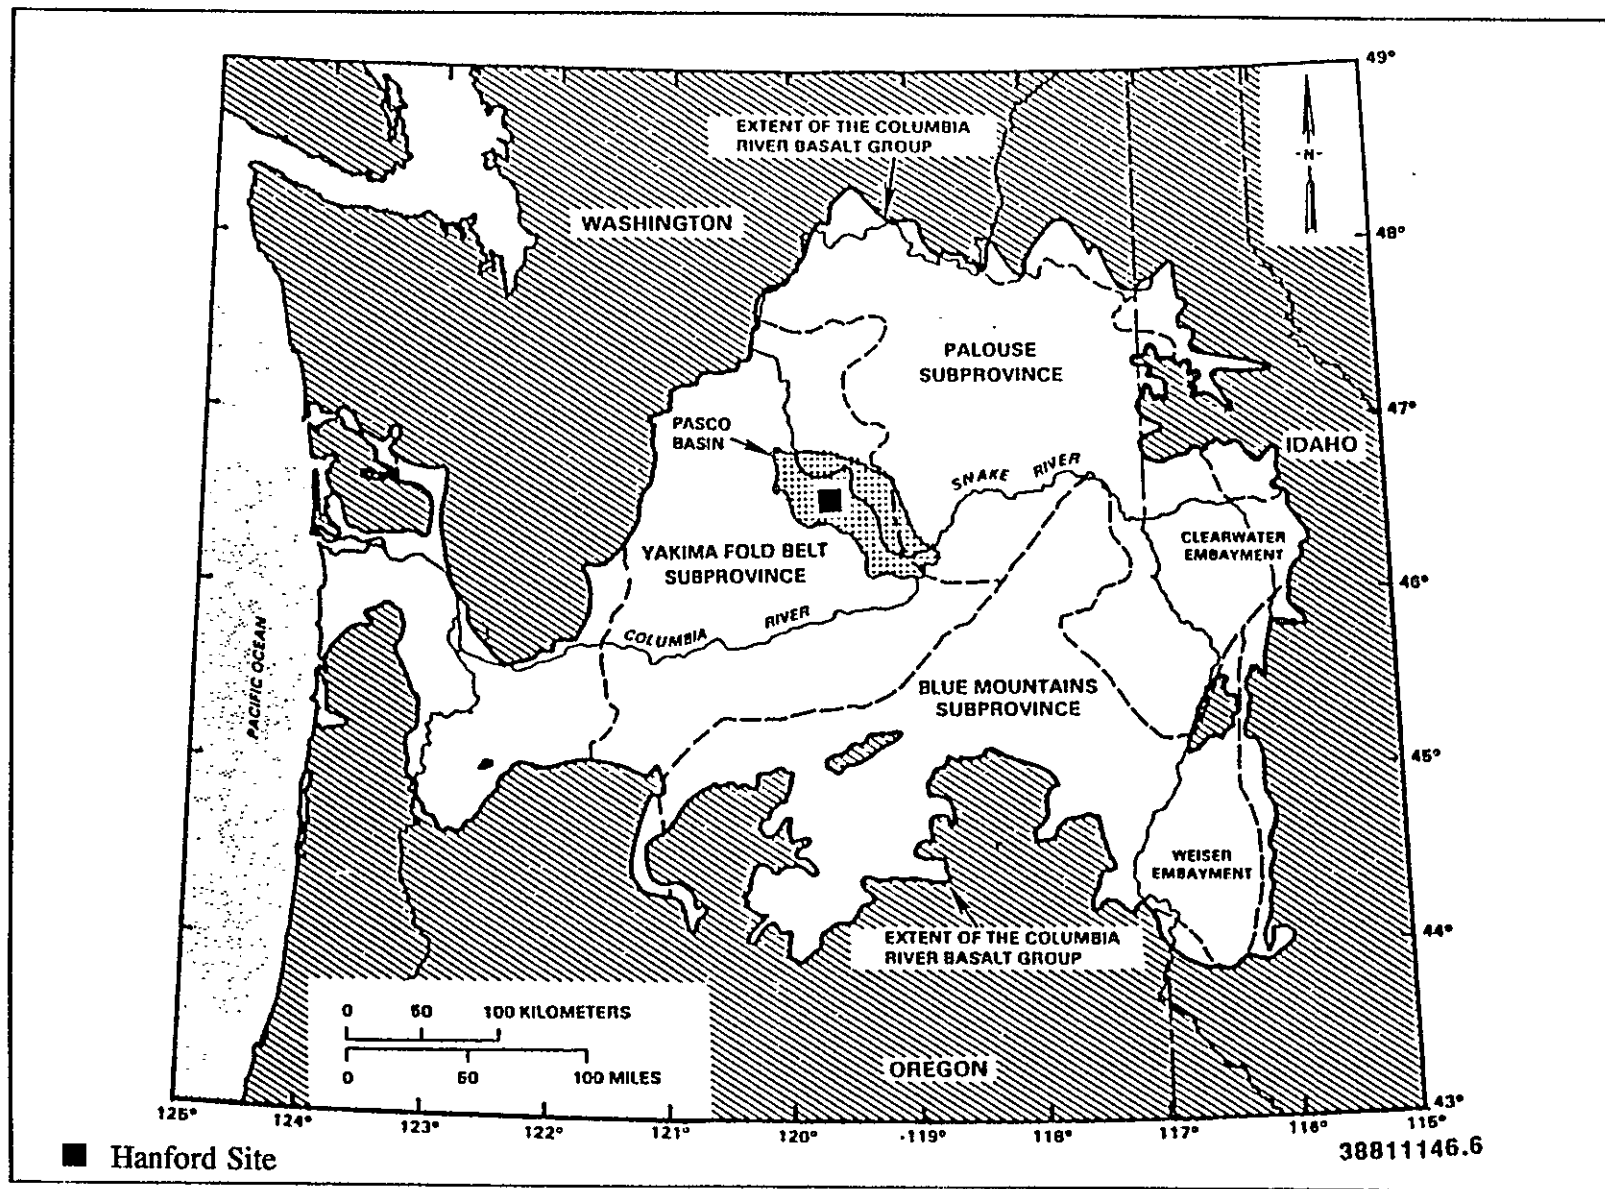 49°
EXTENT OF THE COLUMBIA
RIVER BASALT GROUP
-N-
WASHINGTON
48°
PALOUSE
SUBPROVINCE
47°
PASCO
BASIN
IDAHO
SNAKE RIVER
CLEARWATER
EMBAYMENT
YAKIMA FOLD BELT
SUBPROVINCE
46°
COLUMBIA RIVER
PACIFIC OCEAN
BLUE MOUNTAINS
SUBPROVINCE
45°
WEISER
EMBAYMENT
44°
EXTENT OF THE COLUMBIA
RIVER BASALT GROUP
0 50 100 KILOMETERS
0 50 100 MILES
OREGON
43°
125° 124° 123° 122° 121° 120° 119° 118° 117° 116° 115°
38811146.6
Hanford Site